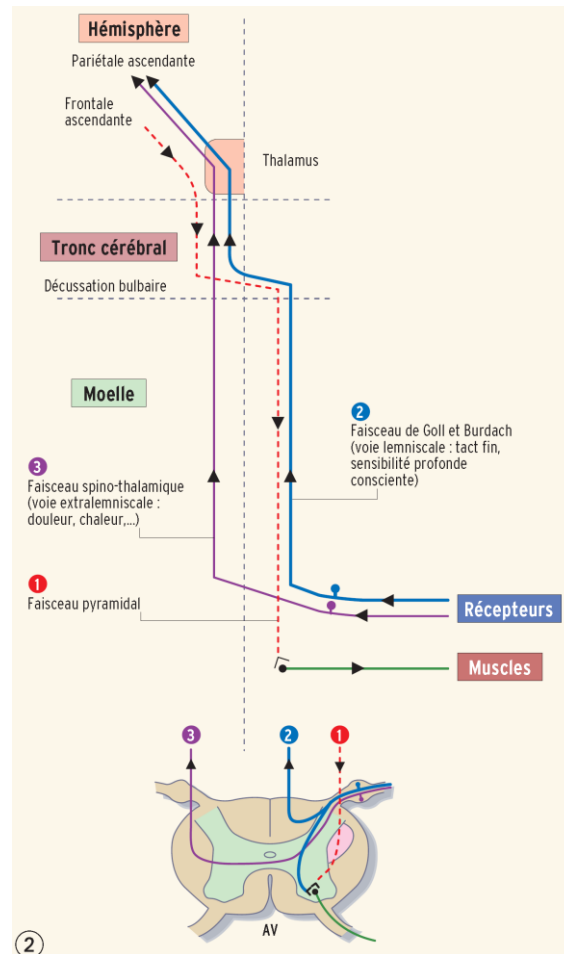 Hémisphère
Pariétale ascendante
Frontale
ascendante
Thalamus
Tronc cérébral
Décussation bulbaire
Moelle
2
Faisceau de Goll et Burdach
(voie lemniscale : tact fin,
sensibilité profonde
consciente)
3
Faisceau spino-thalamique
(voie extralemniscale :
douleur, chaleur,...)
1
Faisceau pyramidal
Récepteurs
Muscles
3
2
1
AV
2